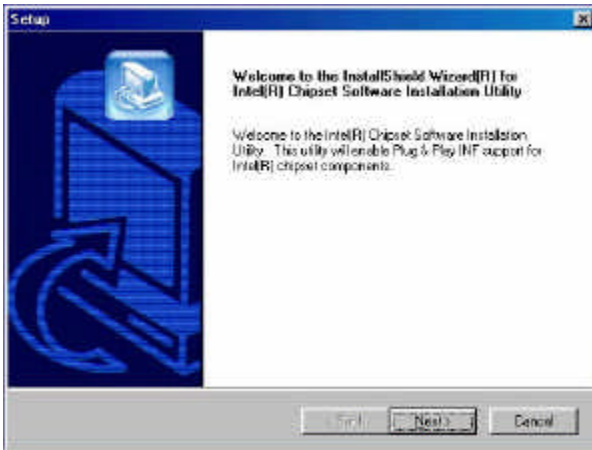 Setup
Welcome to the InstallShield Wizard(R) for
Intel(R) Chipset Software Installation Utility
Welcome to the Intel(R) Chipset Software Installation
Utility. This utility will enable Plug & Play INF support for
Intel(R) chipset components.
< Back
Next >
Cancel